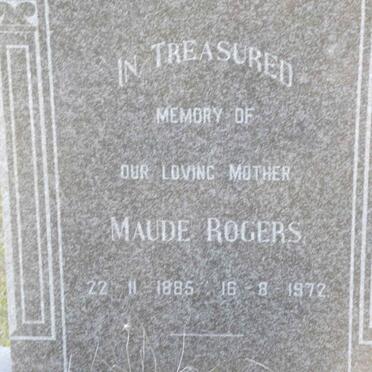 IN TREASURED
MEMORY OF
OUR LOVING MOTHER
MAUDE ROGERS
22 - 11 - 1885 - 16 - 8 - 1972